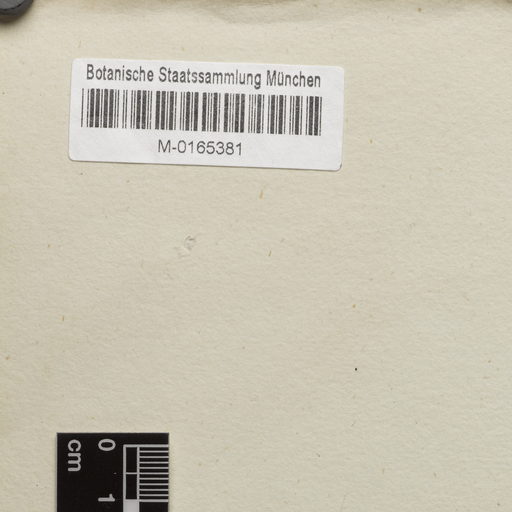 Botanische Staatssammlung München
M-0165381
0
cm
1